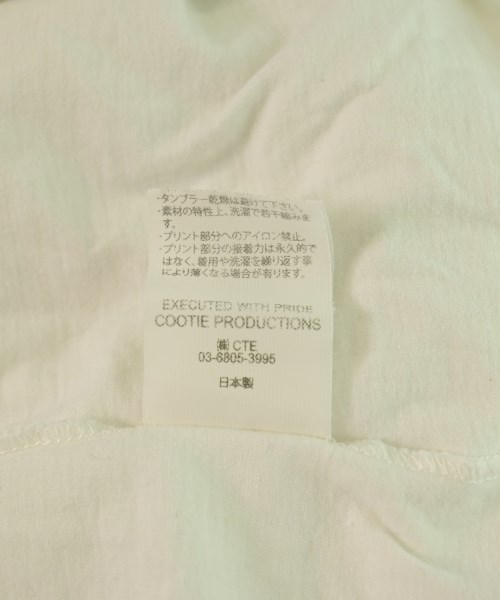 ・タンブラー乾燥は避けて下さい。
・素材の特性上、洗濯で若干縮みま
す。
・プリント部分へのアイロン禁止。
・プリント部分の接着力は永久的で
はなく、着用や洗濯を繰り返す事
により薄くなる場合が有ります。
EXECUTED WITH PRIDE
COOTIE PRODUCTIONS
㈱ CTE
03-6805-3995
日本製